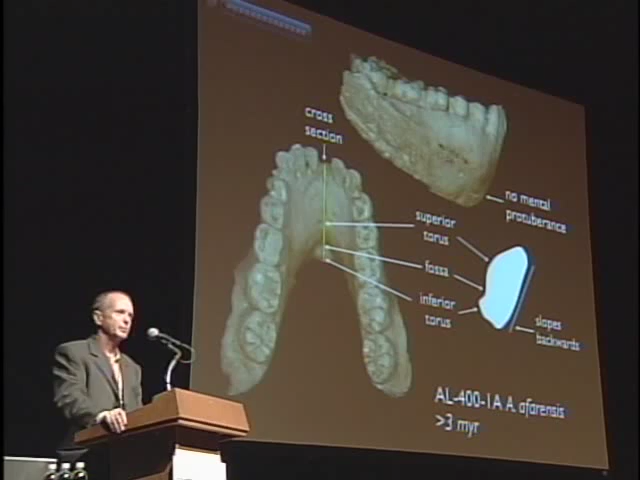 cross
section
no mental
protuberance
superior
torus
fossa
inferior
torus
slopes
backwards
AL-400-1A A. afarensis
>3 myr